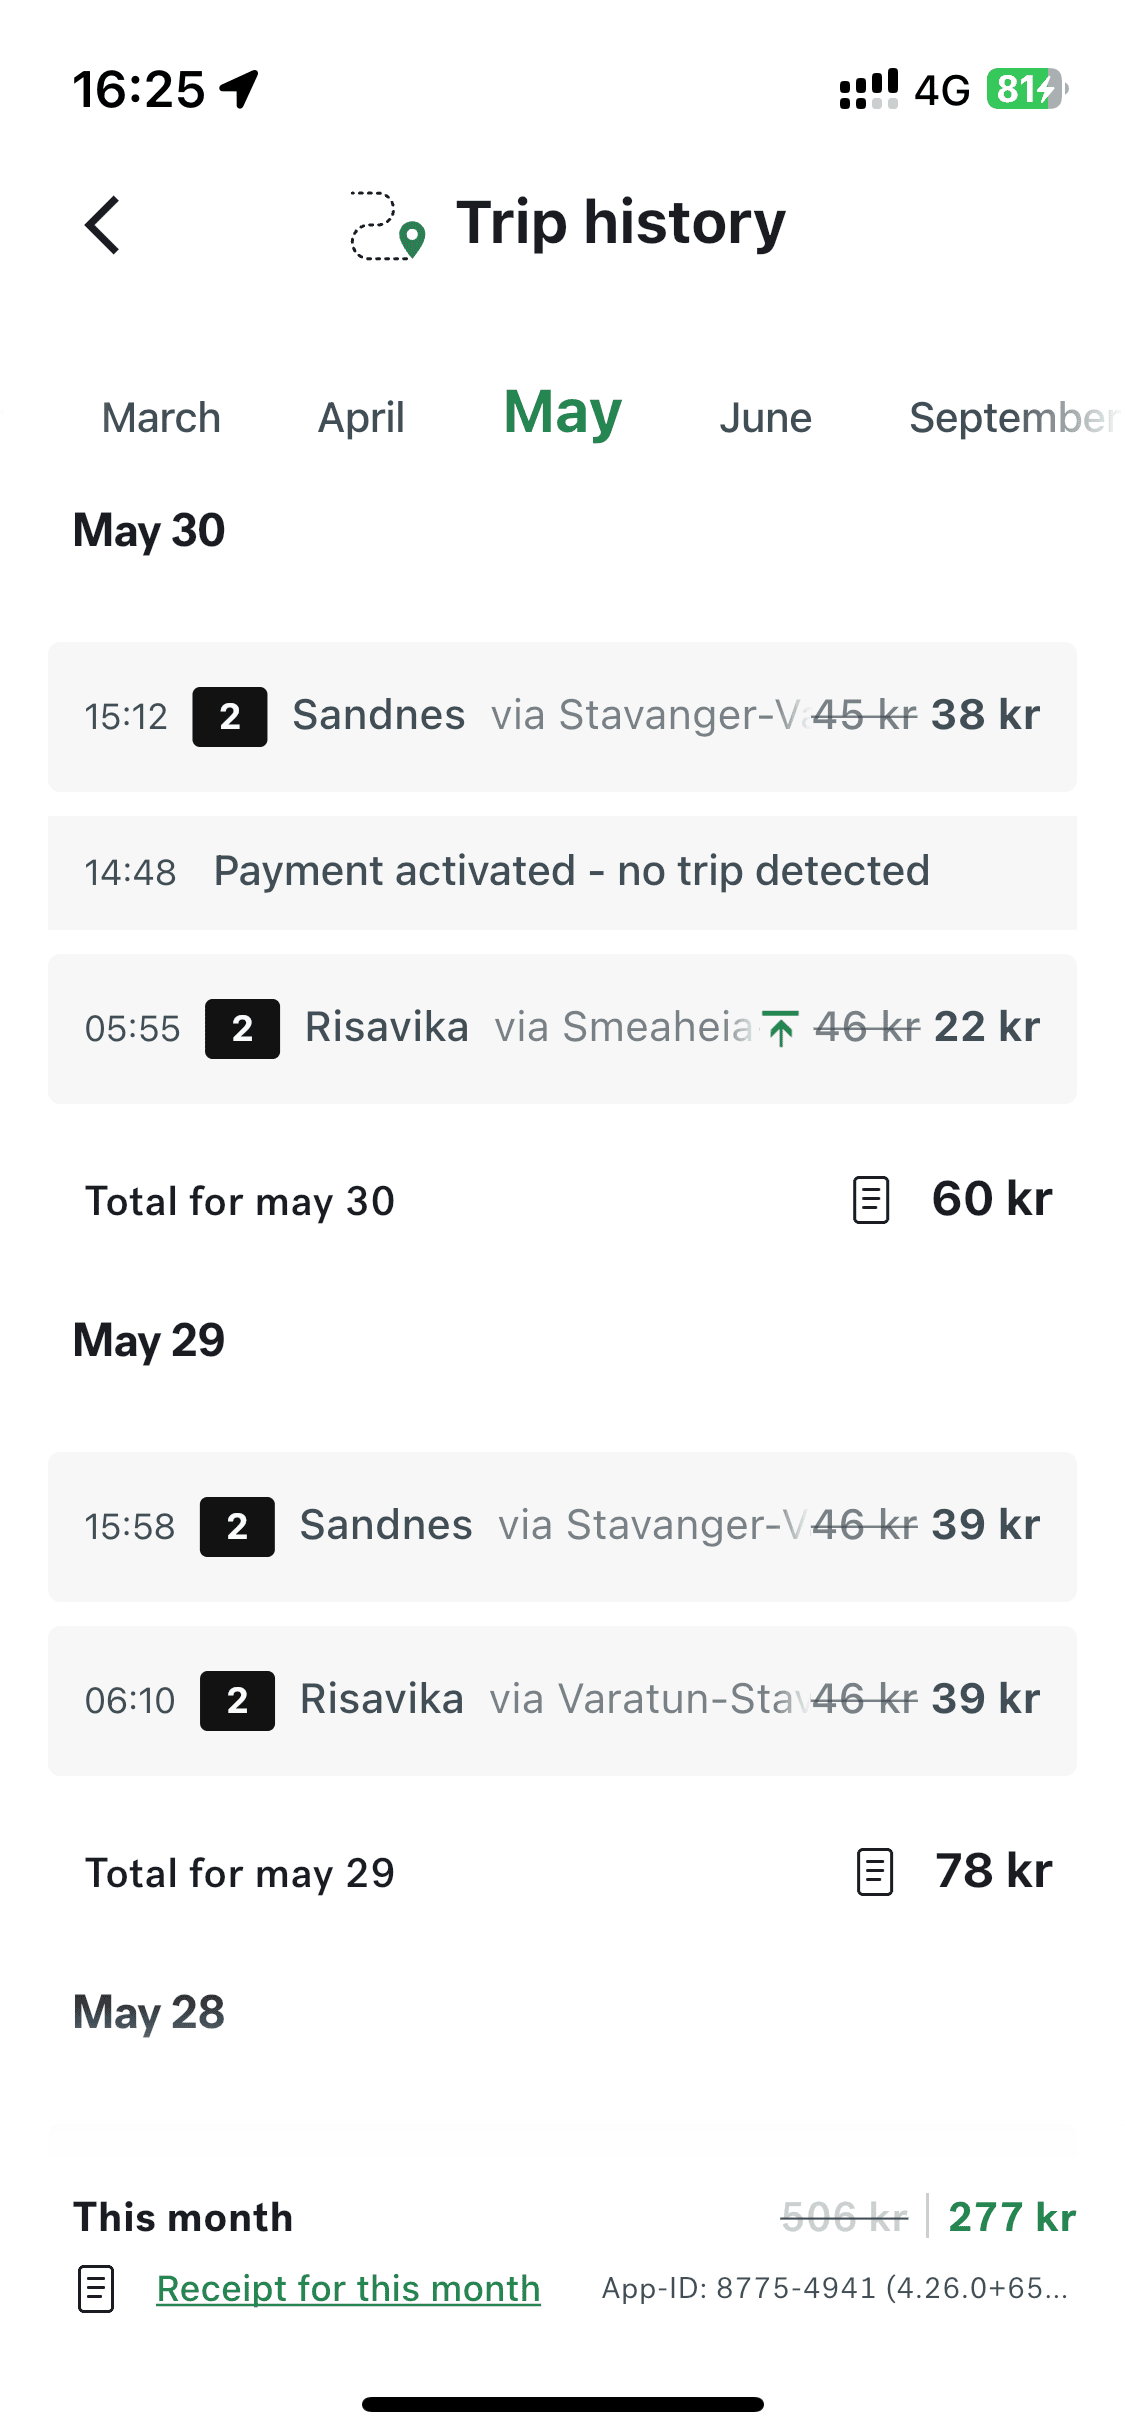 16:25 4G 81
Trip history
March April May June September
May 30
15:12 2 Sandnes via Stavanger- 45 kr 38 kr
14:48 Payment activated - no trip detected
05:55 2 Risavika via Smeaheia 46 kr 22 kr
Total for may 30 60 kr
May 29
15:58 2 Sandnes via Stavanger- 46 kr 39 kr
06:10 2 Risavika via Varatun-Stav 46 kr 39 kr
Total for may 29 78 kr
May 28
This month 506 kr 277 kr
Receipt for this month App-ID: 8775-4941 (4.26.0+65...